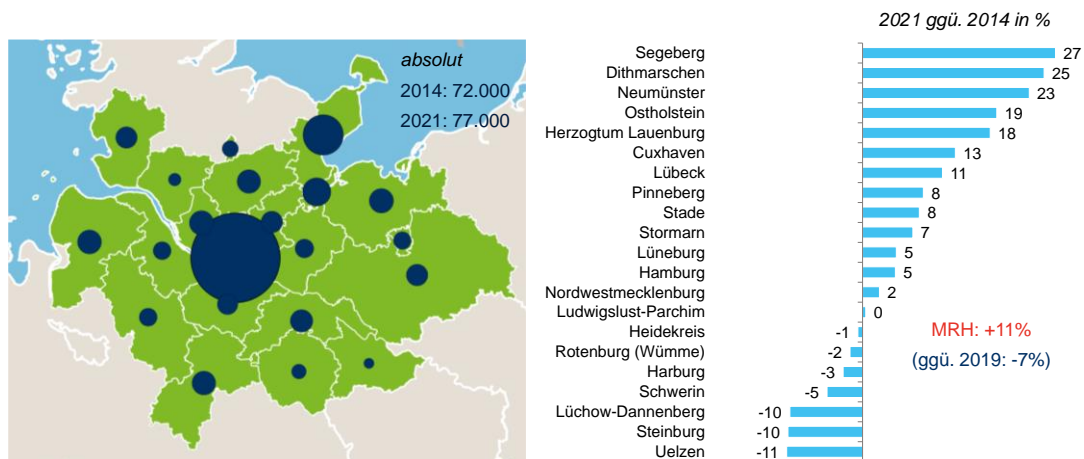 absolut
2014: 72.000
2021: 77.000
2021 ggü. 2014 in %
Segeberg 27
Dithmarschen 25
Neumünster 23
Ostholstein 19
Herzogtum Lauenburg 18
Cuxhaven 13
Lübeck 11
Pinneberg 8
Stade 8
Stormarn 7
Lüneburg 5
Hamburg 5
Nordwestmecklenburg 2
Ludwigslust-Parchim 0
Heidekreis -1
Rotenburg (Wümme) -2
Harburg -3
Schwerin -5
Lüchow-Dannenberg -10
Steinburg -10
Uelzen -11
MRH: +11%
(ggü. 2019: -7%)